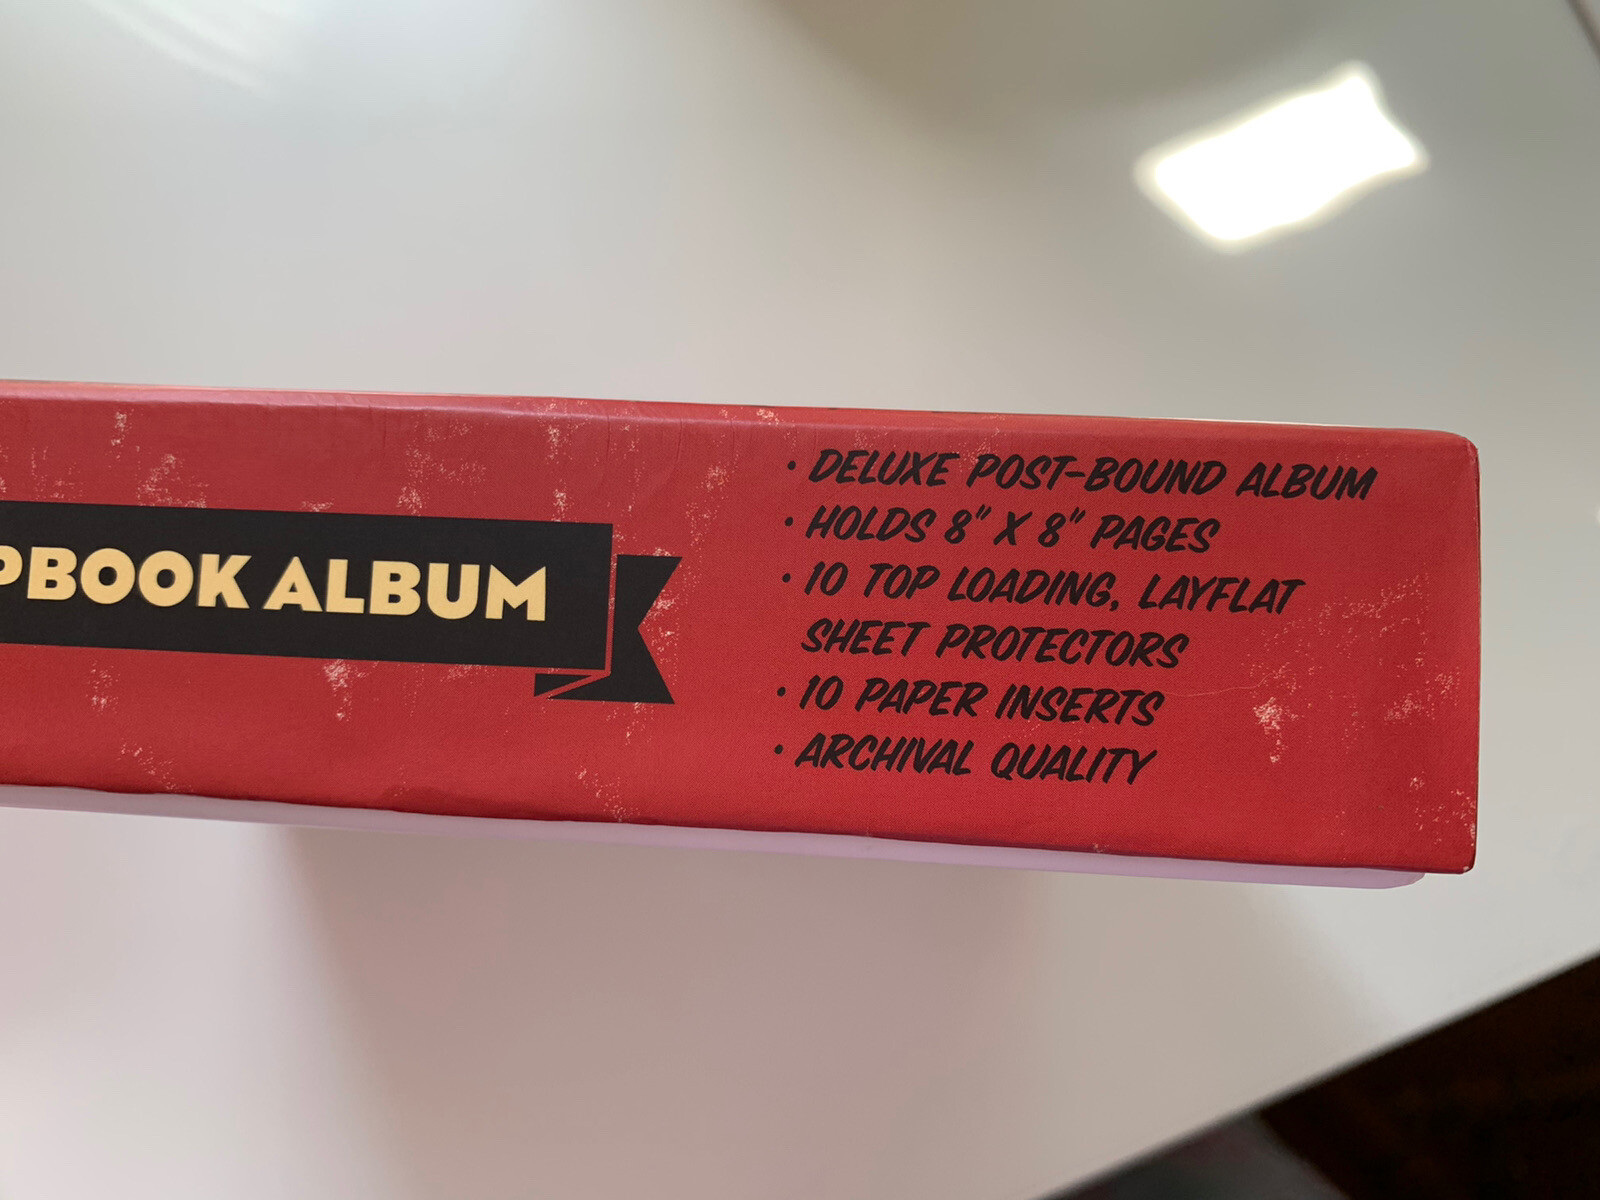 PBOOK ALBUM
• DELUXE POST-BOUND ALBUM
• HOLDS 8" X 8" PAGES
• 10 TOP LOADING, LAYFLAT
SHEET PROTECTORS
• 10 PAPER INSERTS
• ARCHIVAL QUALITY